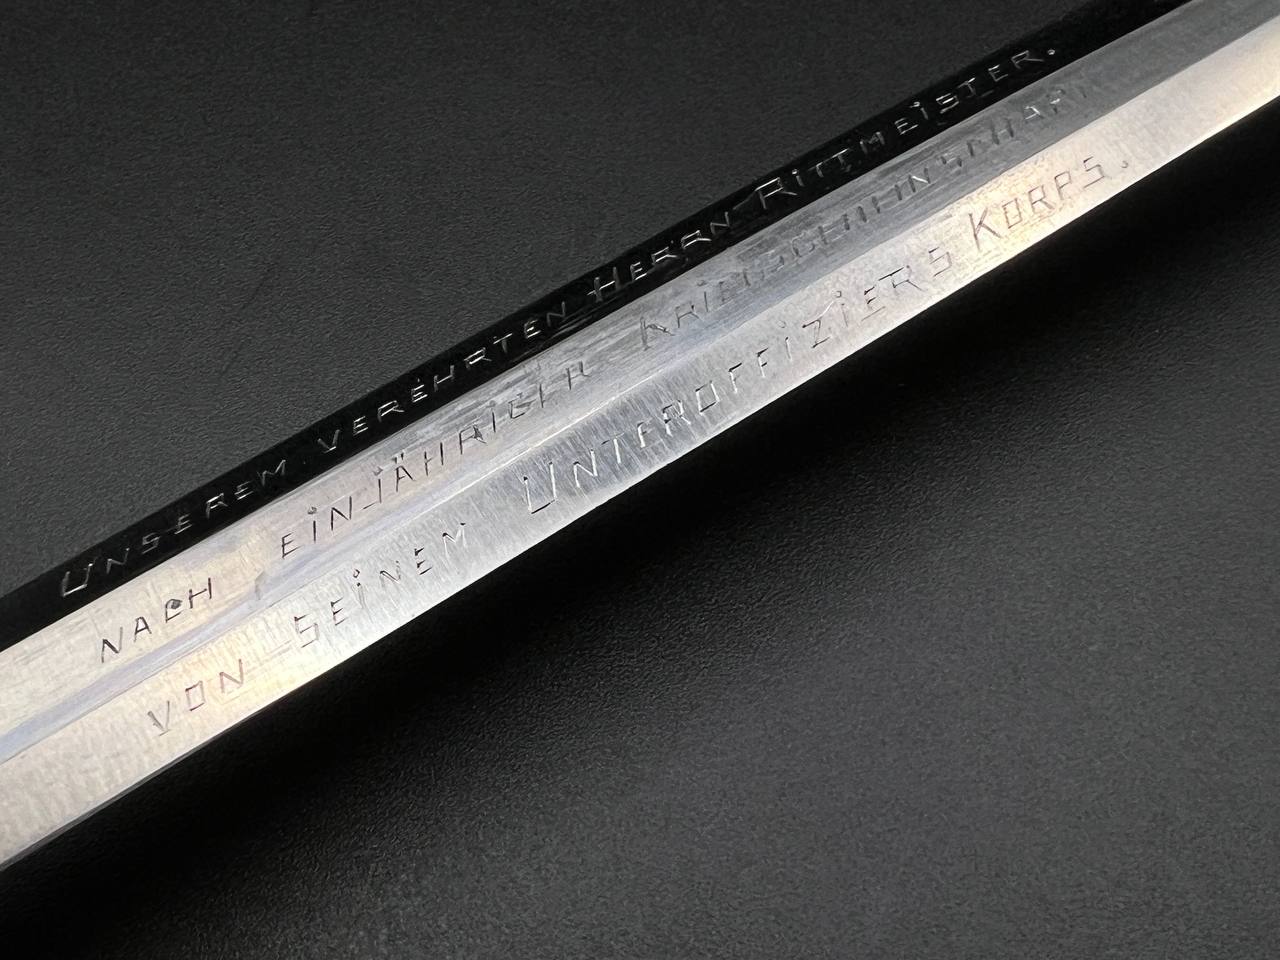 UNSEREM VEREHRTEN HERRN RITTMEISTER.
NACH EINJÄHRIGER KRIEGSGEMEINSCHAFT
VON SEINEM UNTEROFFIZIERS KORPS.